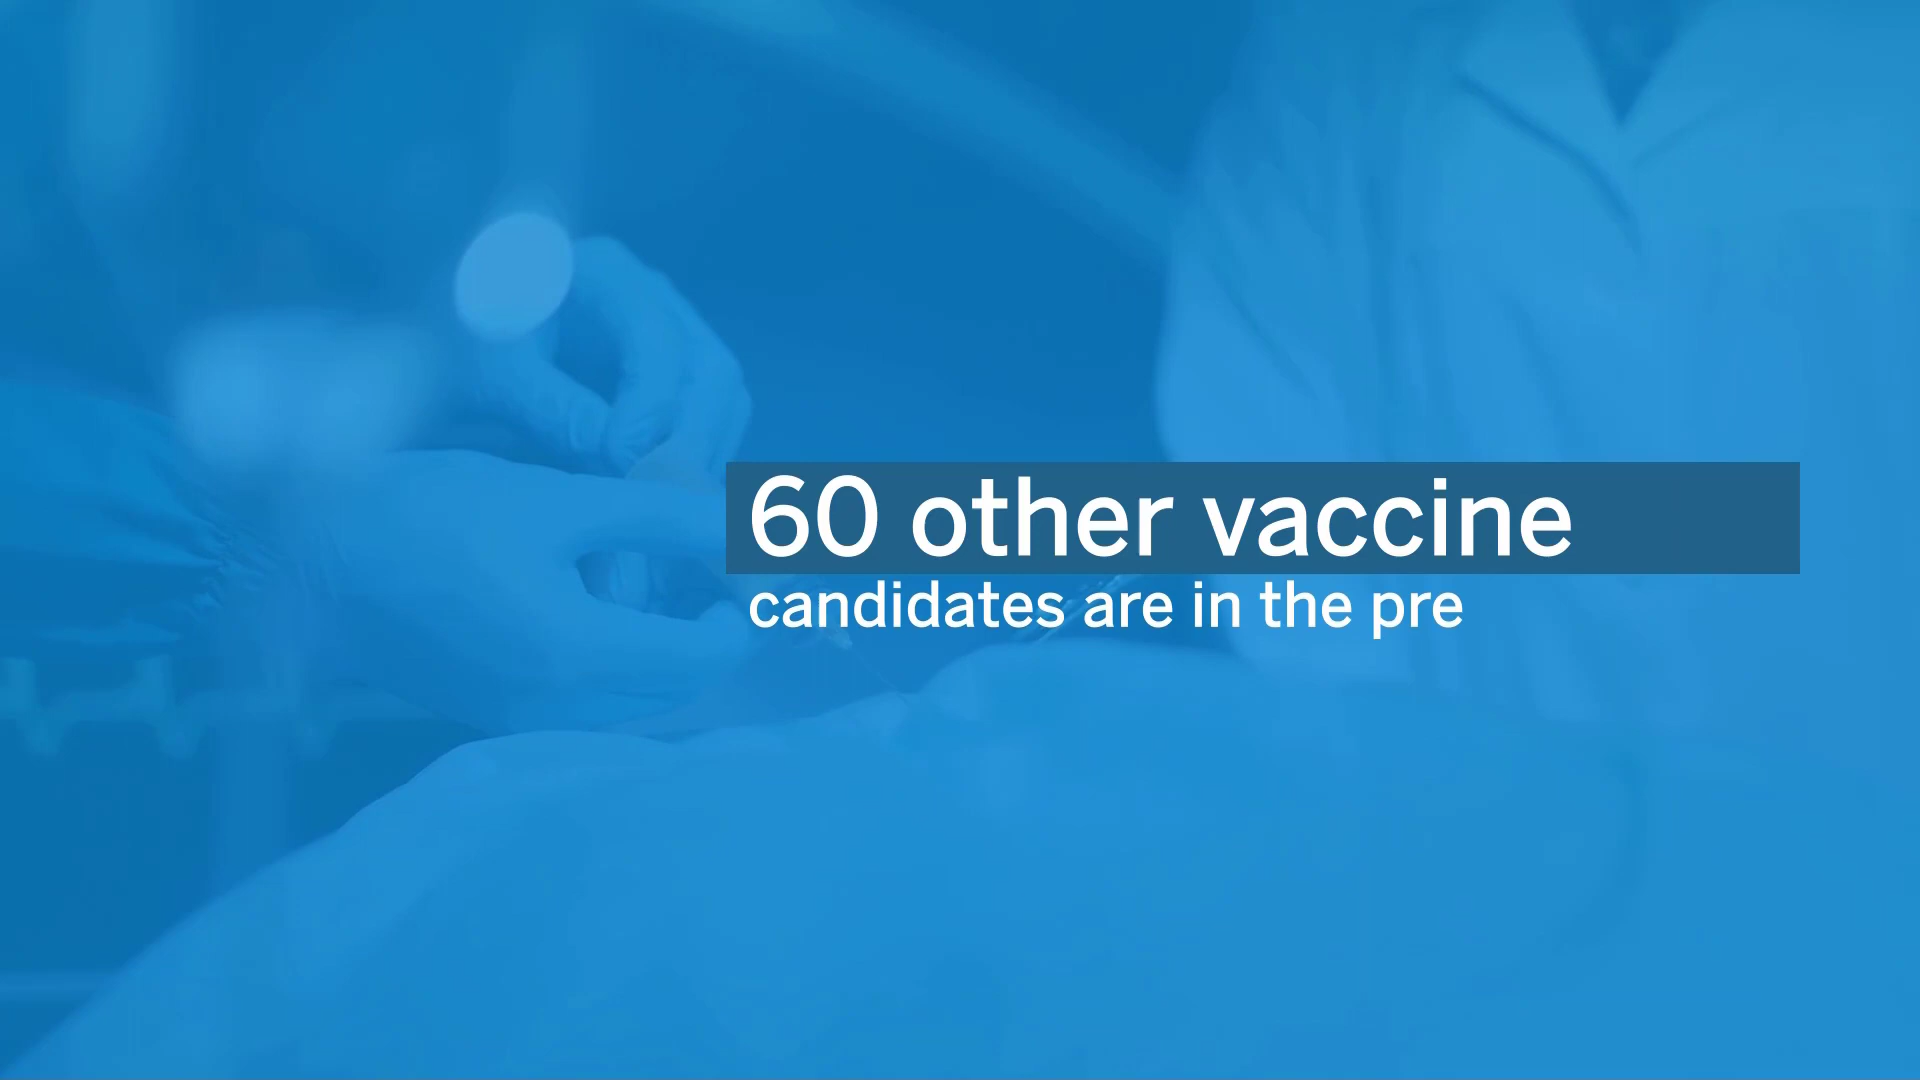 60 other vaccine
candidates are in the pre